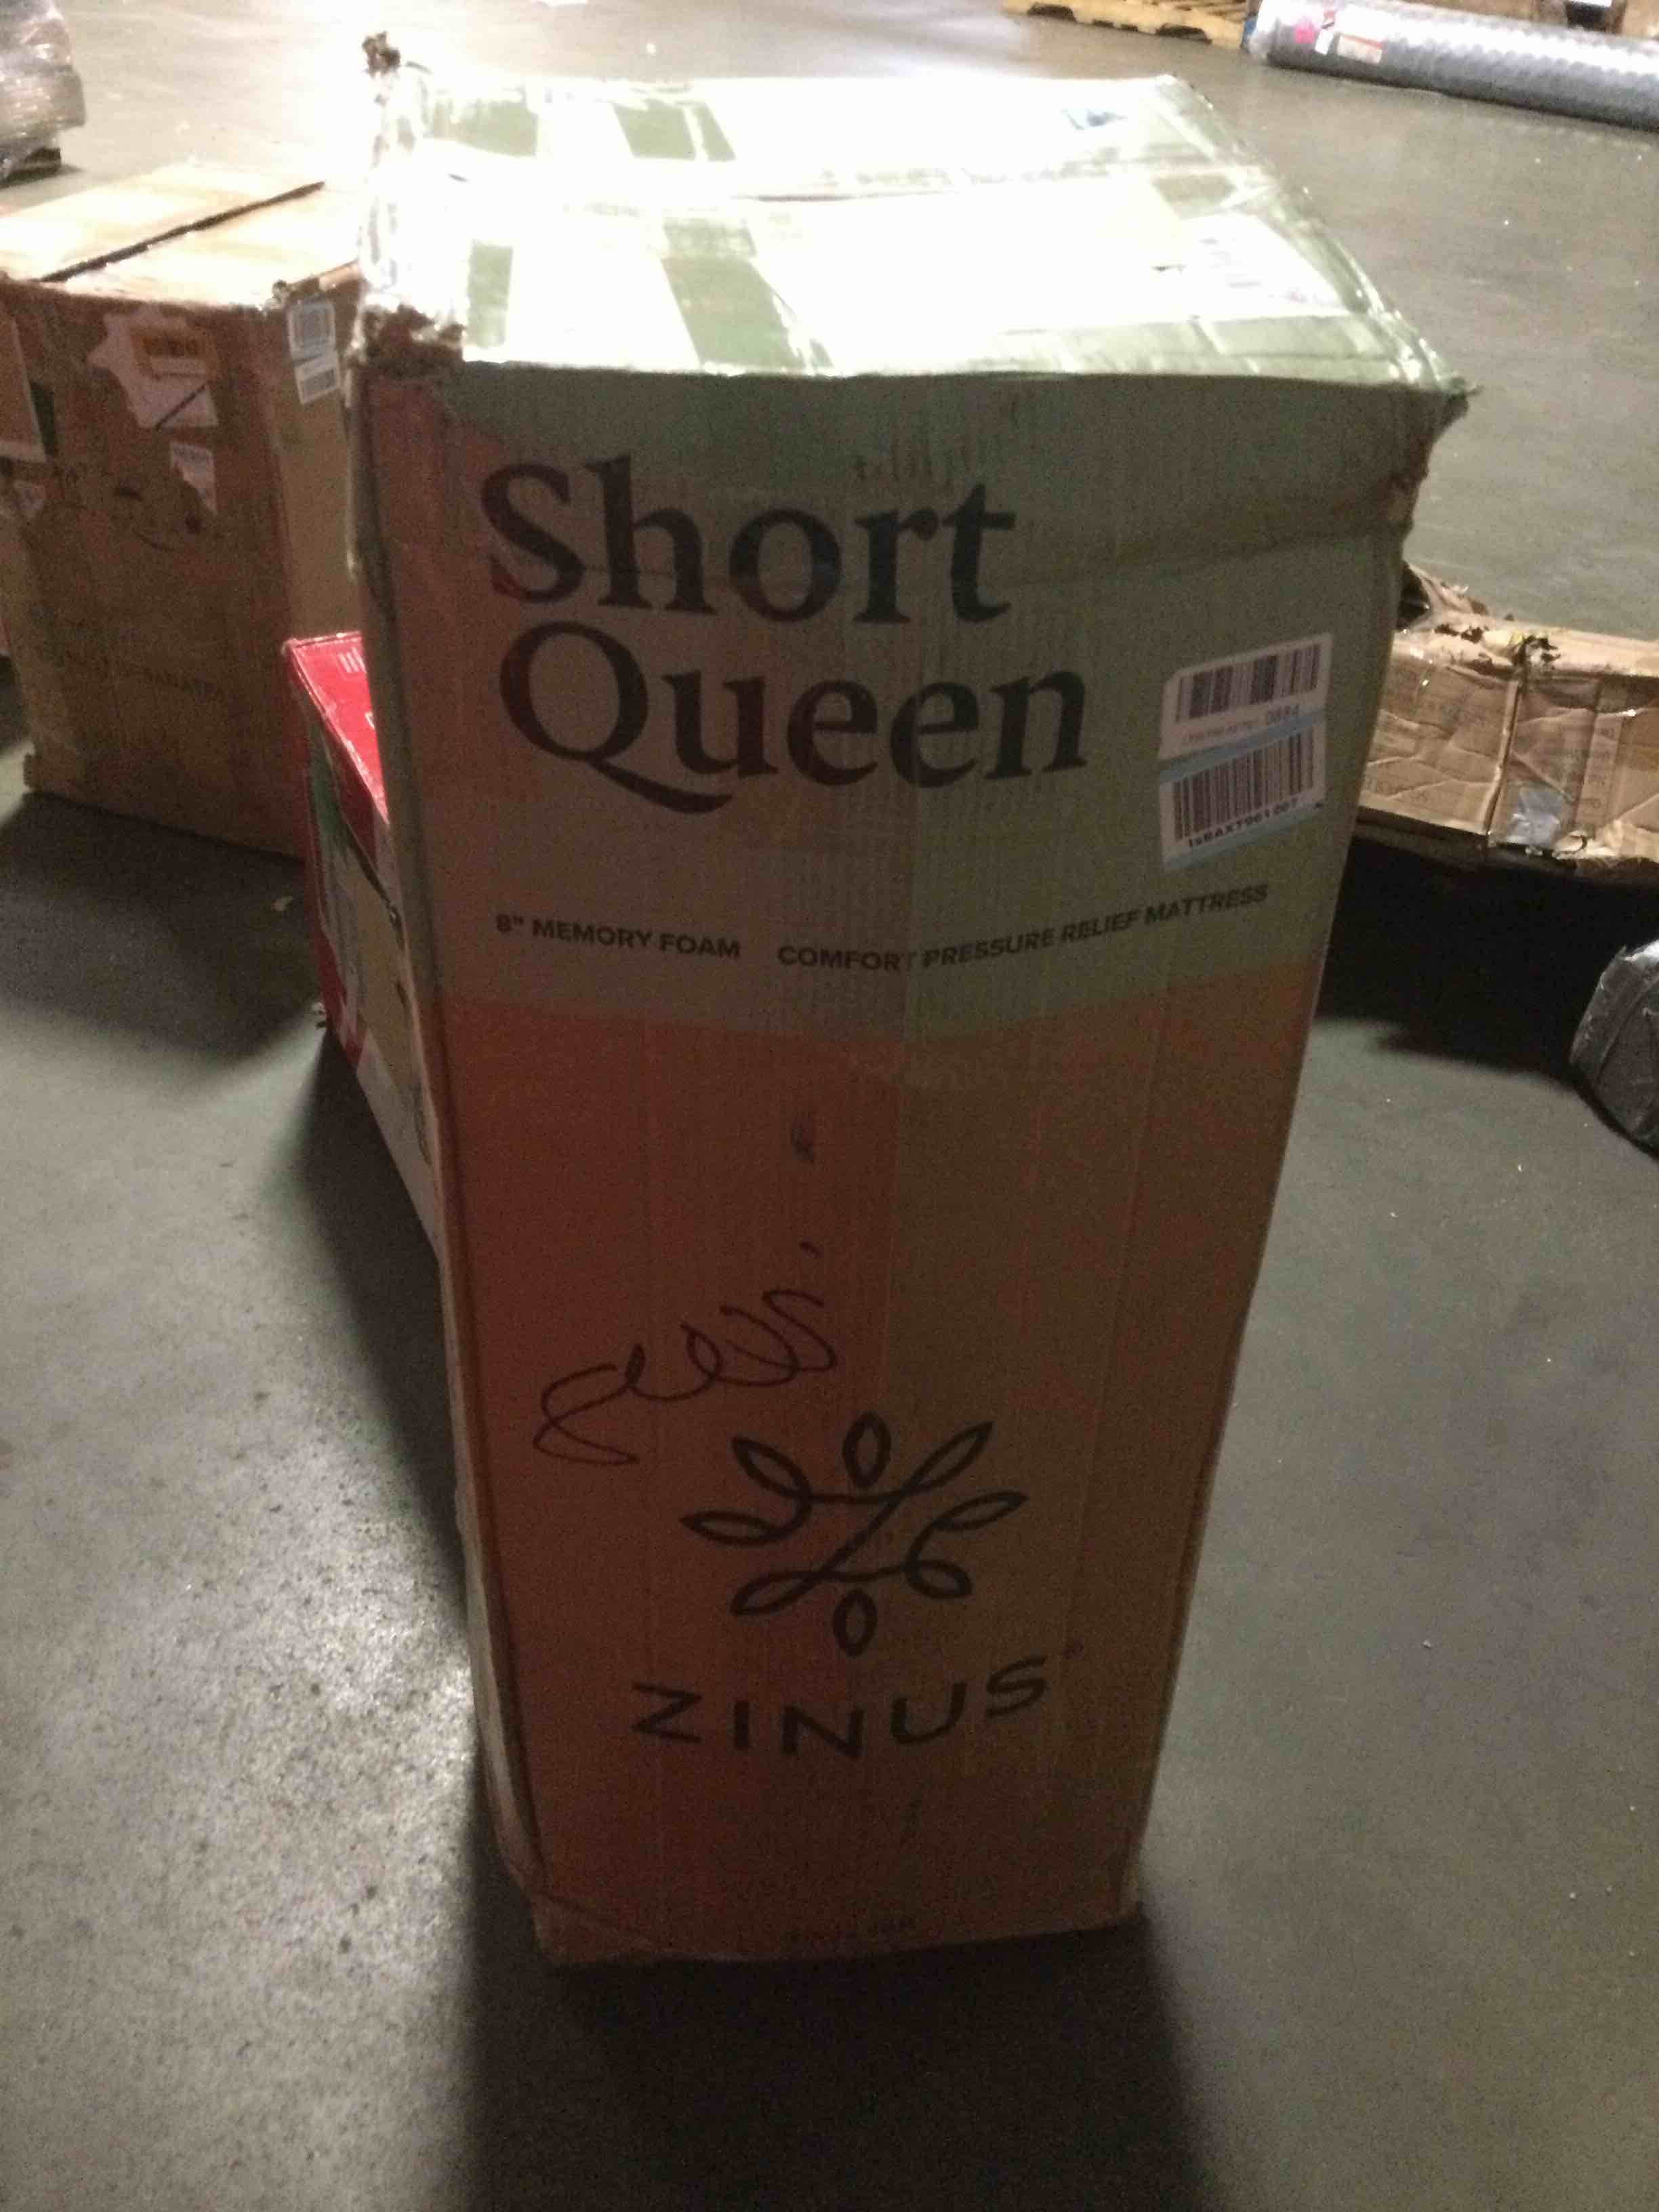 Short
Queen
8" MEMORY FOAM COMFORT PRESSURE RELIEF MATTRESS
ZINUS